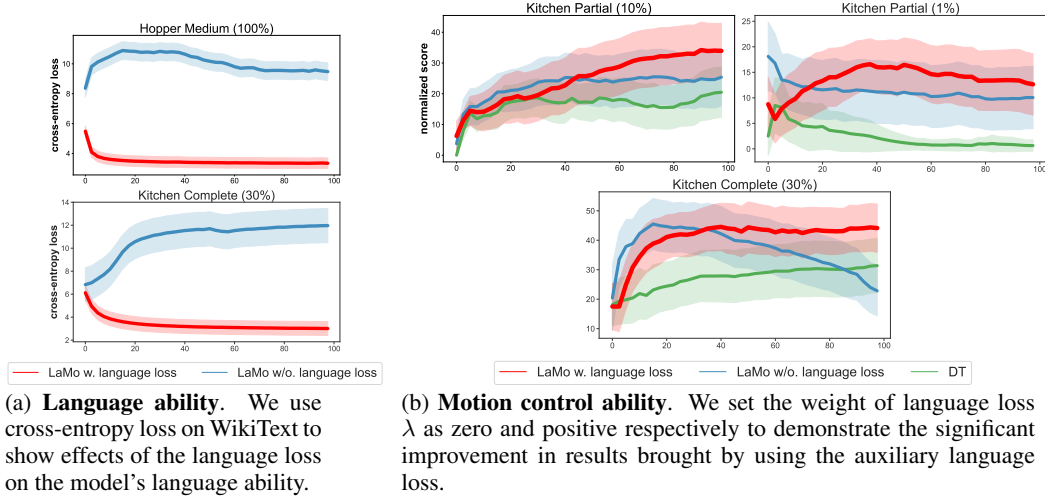 Hopper Medium (100%)
cross-entropy loss
10
8
6
4
0 20 40 60 80 100
Kitchen Complete (30%)
cross-entropy loss
14
12
10
8
6
4
2
0 20 40 60 80 100
LaMo w. language loss LaMo w/o. language loss
(a) Language ability. We use
cross-entropy loss on WikiText to
show effects of the language loss
on the model's language ability.
Kitchen Partial (10%)
normalized score
40
30
20
10
0
0 20 40 60 80 100
Kitchen Partial (1%)
25
20
15
10
5
0
0 20 40 60 80 100
Kitchen Complete (30%)
50
40
30
20
10
0 20 40 60 80 100
LaMo w. language loss LaMo w/o. language loss DT
(b) Motion control ability. We set the weight of language loss
λ as zero and positive respectively to demonstrate the significant
improvement in results brought by using the auxiliary language
loss.